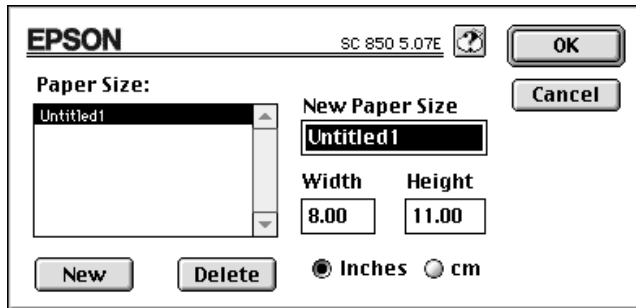 EPSON
SC 850 5.07E
OK
Cancel
Paper Size:
Untitled1
New Paper Size
Untitled1
Width Height
8.00 11.00
Inches cm
New Delete